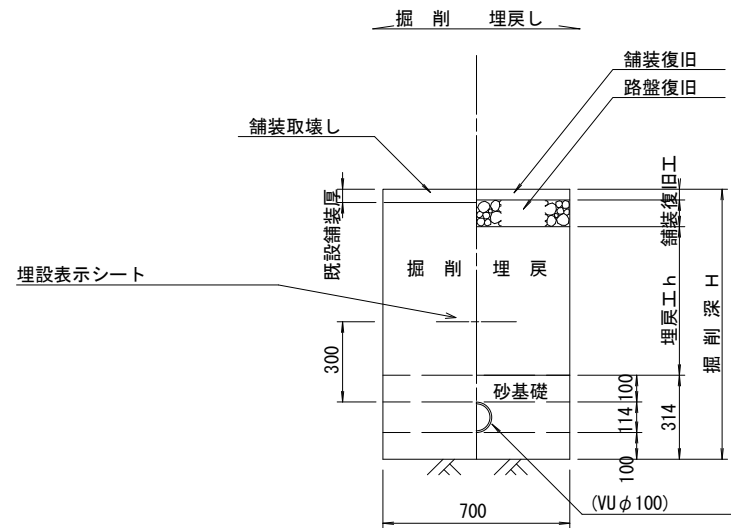 掘 削 埋戻し
舗装復旧
路盤復旧
舗装取壊し
既設舗装厚
舗装復旧工
掘 削 埋 戻
埋設表示シート
埋戻工h
掘 削 深 H
300
砂基礎
100
114
314
100
(VUφ100)
700